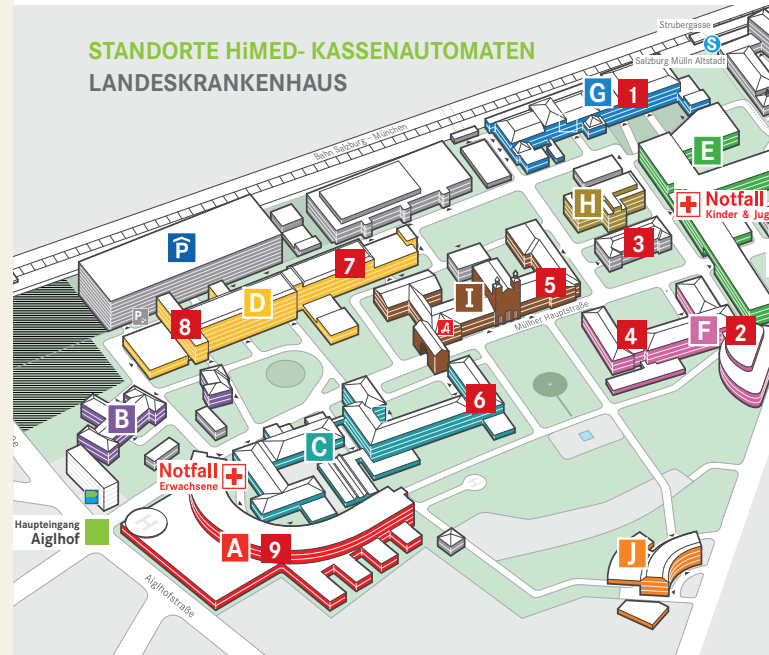 STANDORTE HiMED- KASSENAUTOMATEN
LANDESKRANKENHAUS
Strubergasse
S
Salzburg Mülln Altstadt
G
1
Bahn Salzburg – München
E
Notfall
Kinder & Jug
H
P
3
7
I
5
D
Müllner Hauptstraße
P
8
4
F
2
6
B
C
Notfall
Erwachsene
H
Haupteingang
Aiglhof
H
A
9
J
Aiglhofstraße